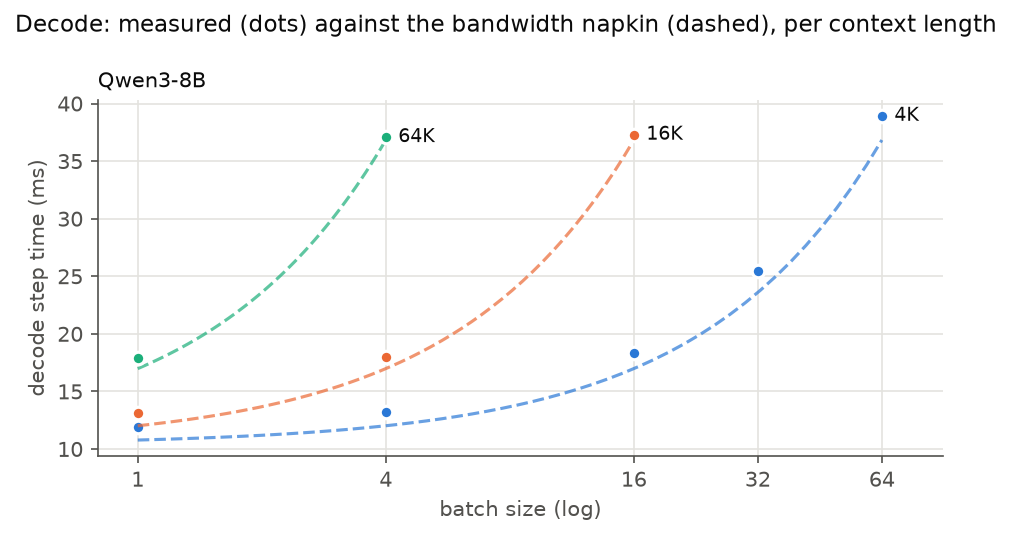 Decode: measured (dots) against the bandwidth napkin (dashed), per context length
Qwen3-8B
40
35
30
25
20
15
10
decode step time (ms)
64K
16K
4K
1
4
16
32
64
batch size (log)